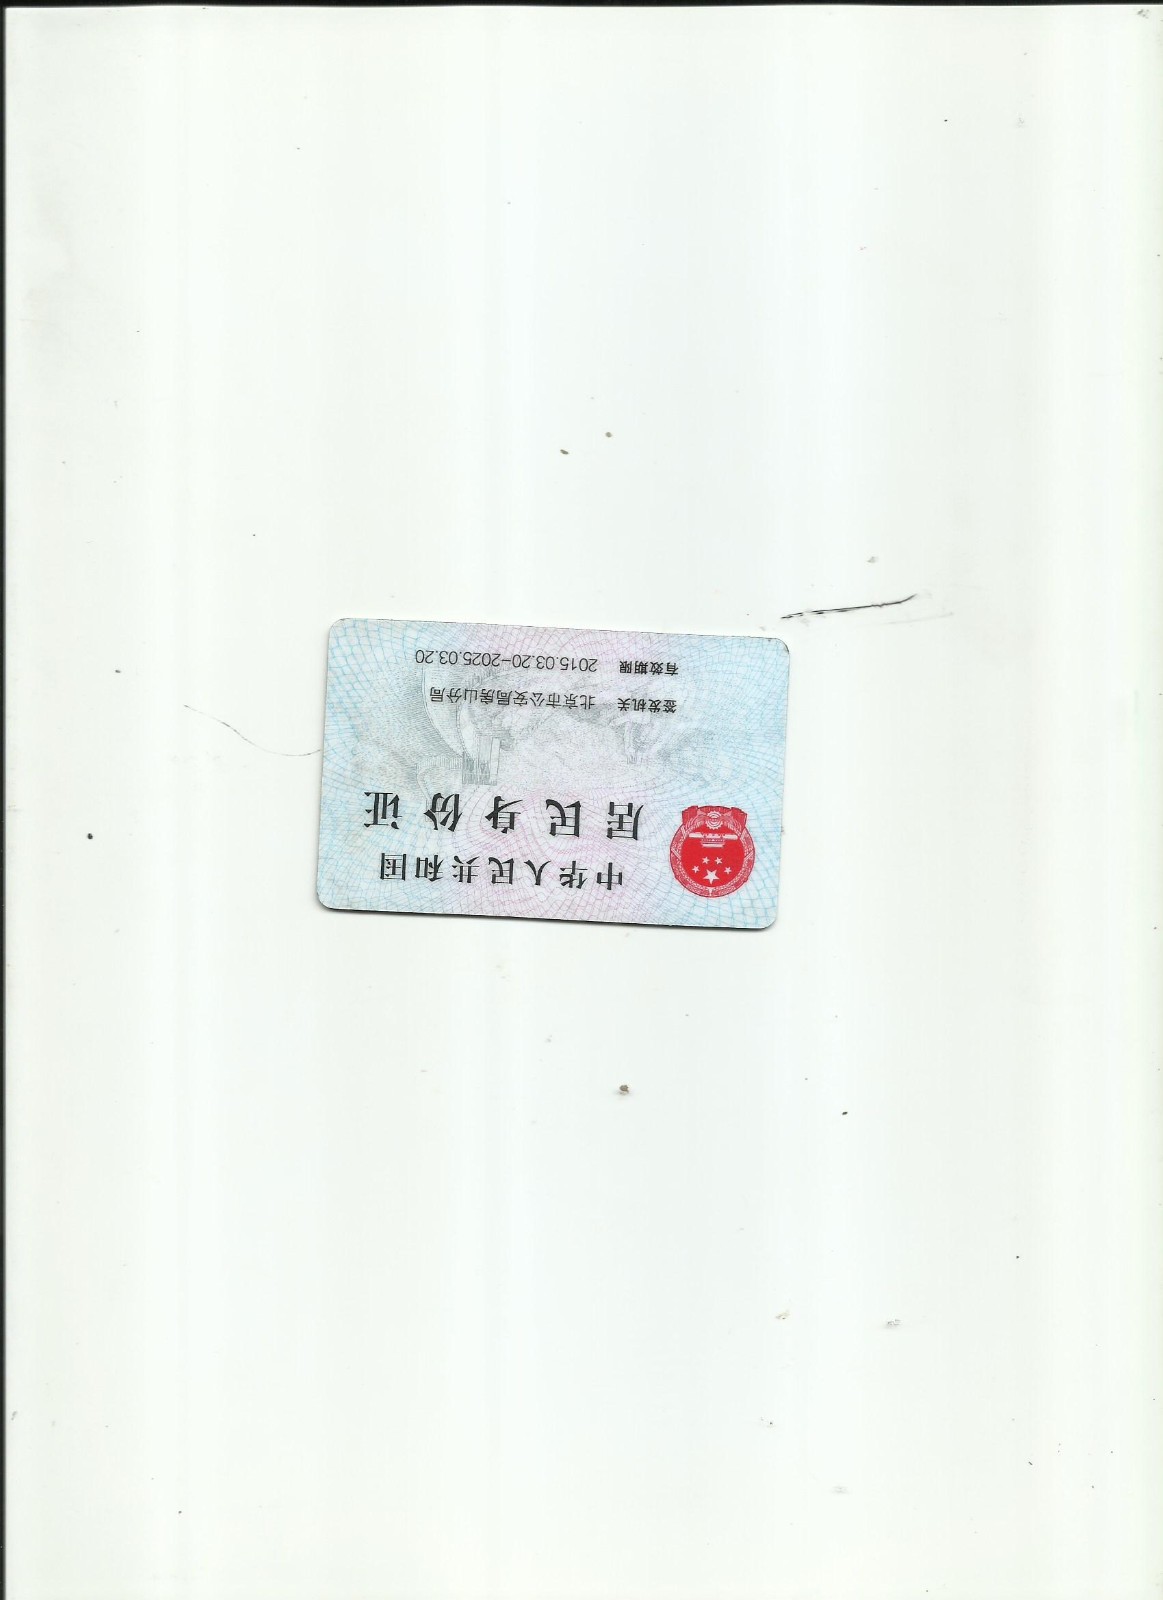 中华人民共和国
居民身份证
签发机关 北京市公安局房山分局
有效期限 2015.03.20-2025.03.20